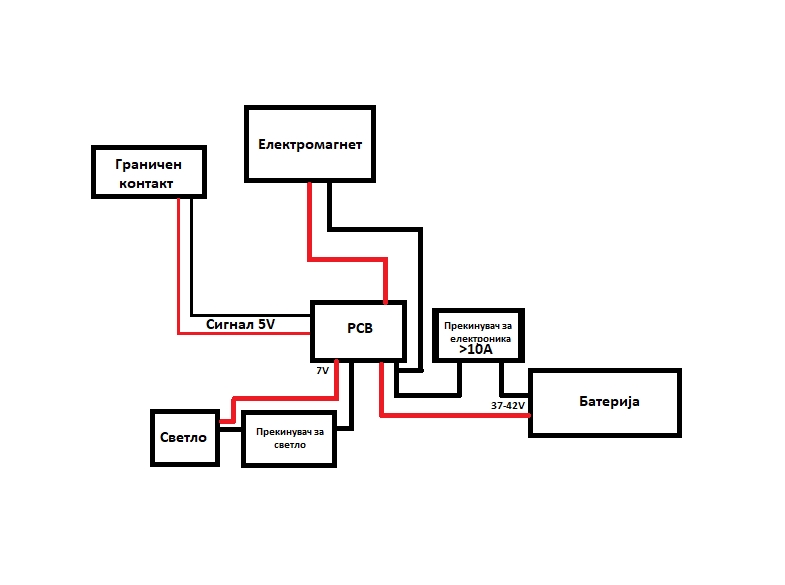 Електромагнет
Граничен
контакт
Сигнал 5V
PCB
Прекинувач за
електроника
>10A
7V
37-42V
Батерија
Светло
Прекинувач за
светло